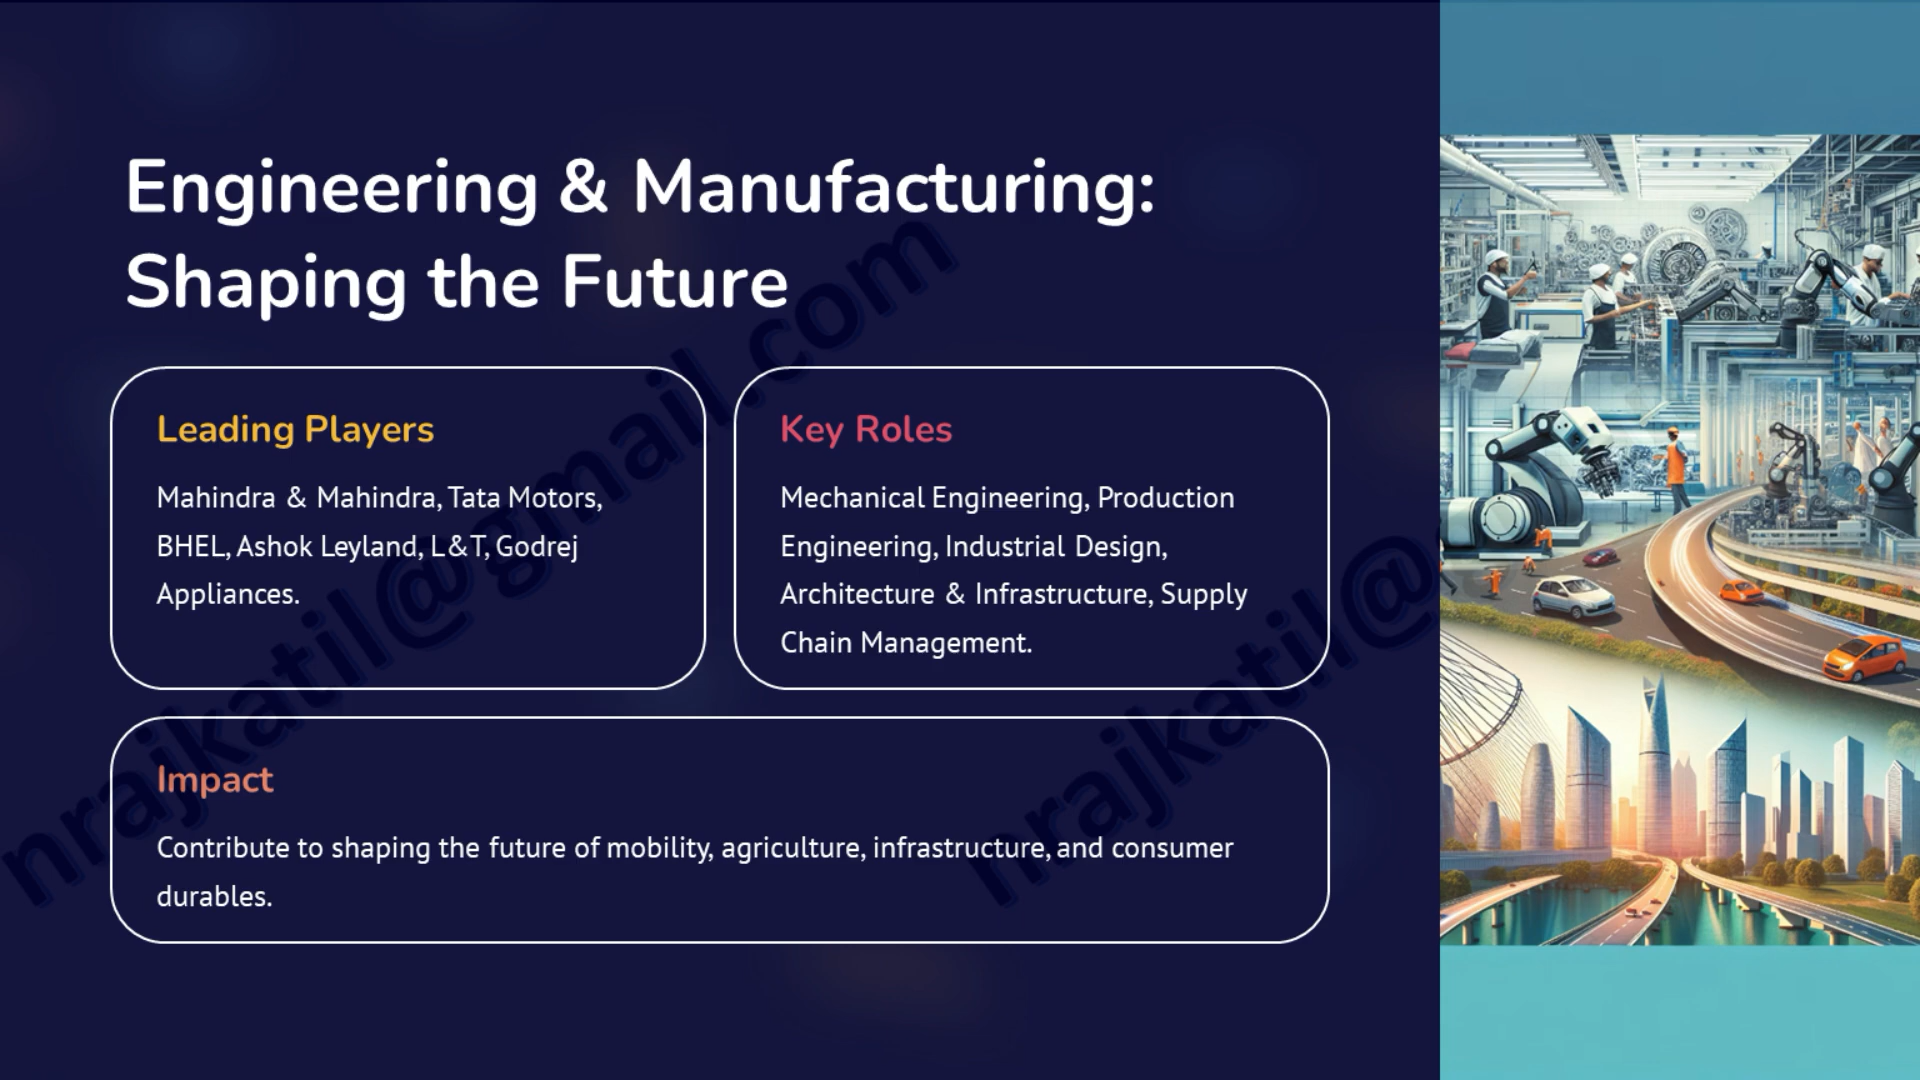 Engineering & Manufacturing:
Shaping the Future
Leading Players
Mahindra & Mahindra, Tata Motors,
BHEL, Ashok Leyland, L&T, Godrej
Appliances.
Key Roles
Mechanical Engineering, Production
Engineering, Industrial Design,
Architecture & Infrastructure, Supply
Chain Management.
Impact
Contribute to shaping the future of mobility, agriculture, infrastructure, and consumer
durables.
nrajkatil@gmail.com
nrajkatil@